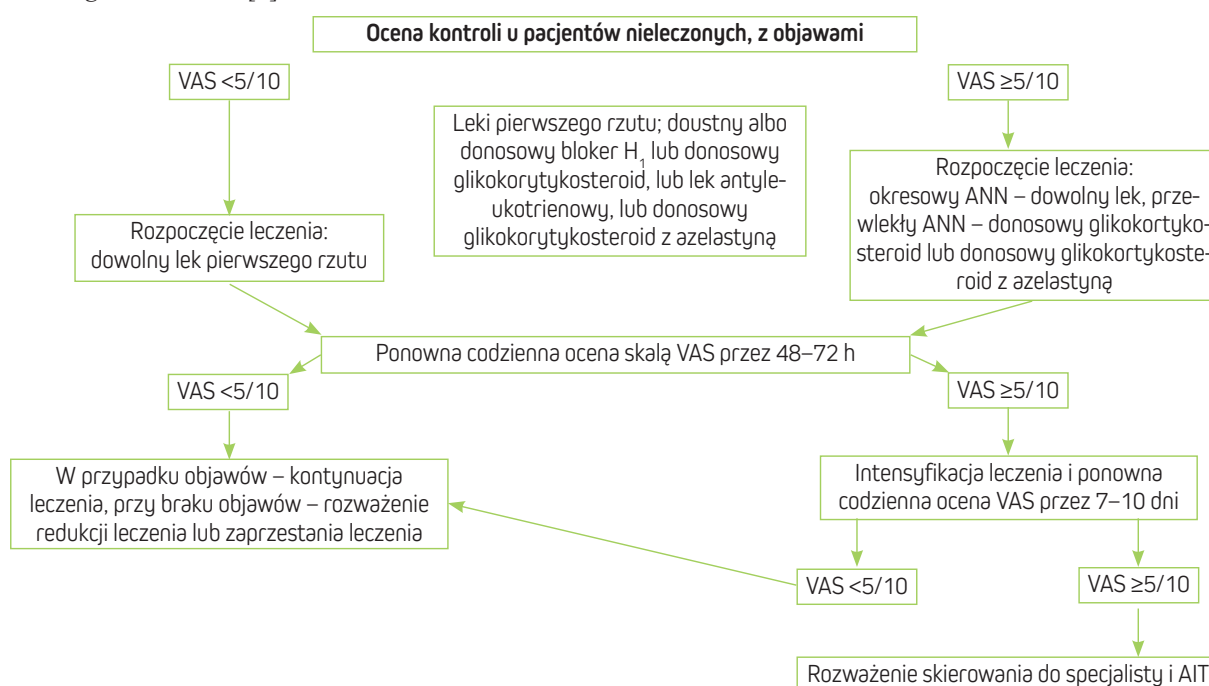 Ocena kontroli u pacjentów nieleczonych, z objawami
VAS <5/10
VAS ≥5/10
Leki pierwszego rzutu; doustny albo
donosowy bloker H1 lub donosowy
glikokorytykosteroid, lub lek antyle-
ukotrienowy, lub donosowy
glikokorytykosteroid z azelastyną
Rozpoczęcie leczenia:
dowolny lek pierwszego rzutu
Rozpoczęcie leczenia:
okresowy ANN – dowolny lek, prze-
wlekły ANN – donosowy glikokortyko-
steroid lub donosowy glikokortykoste-
roid z azelastyną
Ponowna codzienna ocena skalą VAS przez 48–72 h
VAS <5/10
VAS ≥5/10
W przypadku objawów – kontynuacja
leczenia, przy braku objawów – rozważenie
redukcji leczenia lub zaprzestania leczenia
Intensyfikacja leczenia i ponowna
codzienna ocena VAS przez 7–10 dni
VAS <5/10
VAS ≥5/10
Rozważenie skierowania do specjalisty i AIT